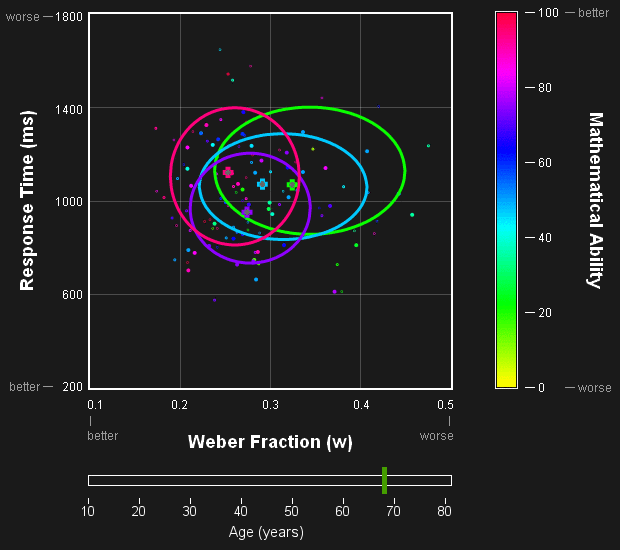 worse — 1800
1400
1000
600
better — 200
Response Time (ms)
0.1 0.2 0.3 0.4 0.5
better worse
Weber Fraction (w)
100 — better
80
60
40
20
0 — worse
Mathematical Ability
10 20 30 40 50 60 70 80
Age (years)